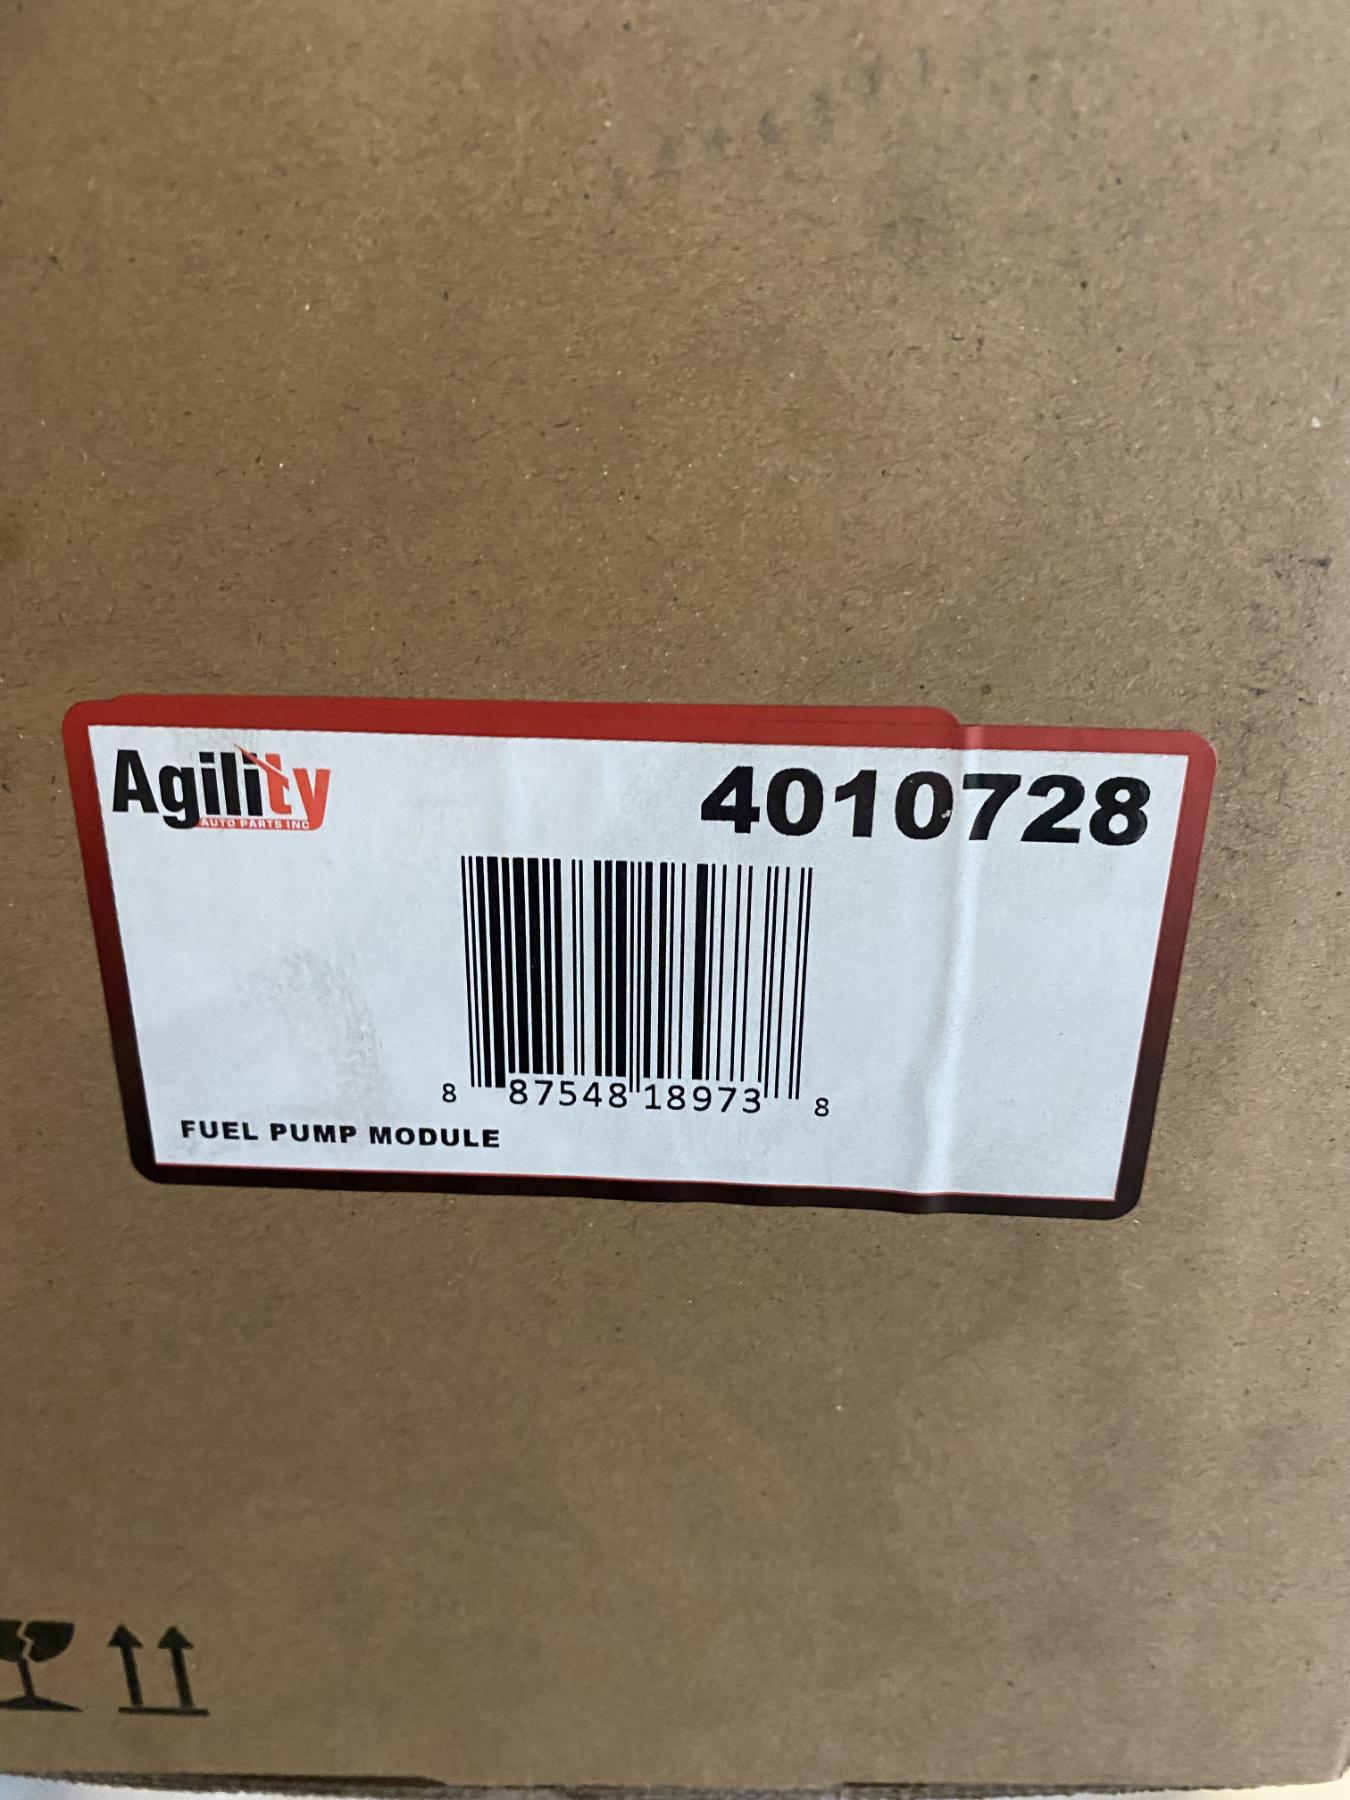 Agility
AUTO PARTS INC
4010728
8 87548 18973 8
FUEL PUMP MODULE